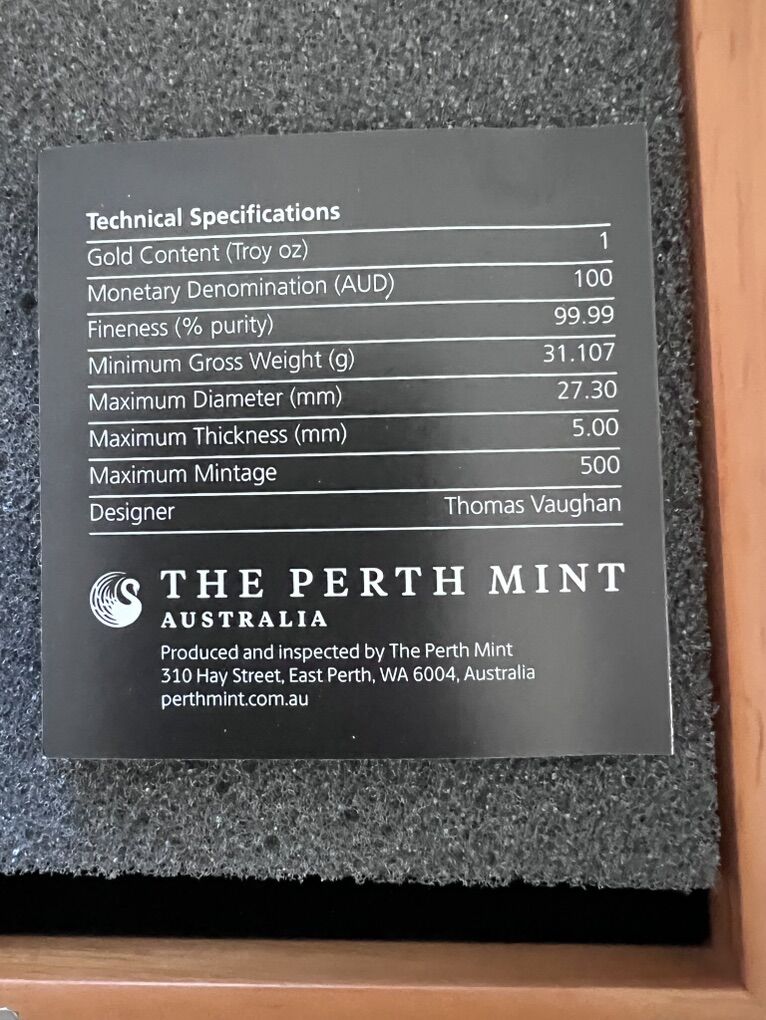 Technical Specifications
Gold Content (Troy oz) 1
Monetary Denomination (AUD) 100
Fineness (% purity) 99.99
Minimum Gross Weight (g) 31.107
Maximum Diameter (mm) 27.30
Maximum Thickness (mm) 5.00
Maximum Mintage 500
Designer Thomas Vaughan
THE PERTH MINT
AUSTRALIA
Produced and inspected by The Perth Mint
310 Hay Street, East Perth, WA 6004, Australia
perthmint.com.au